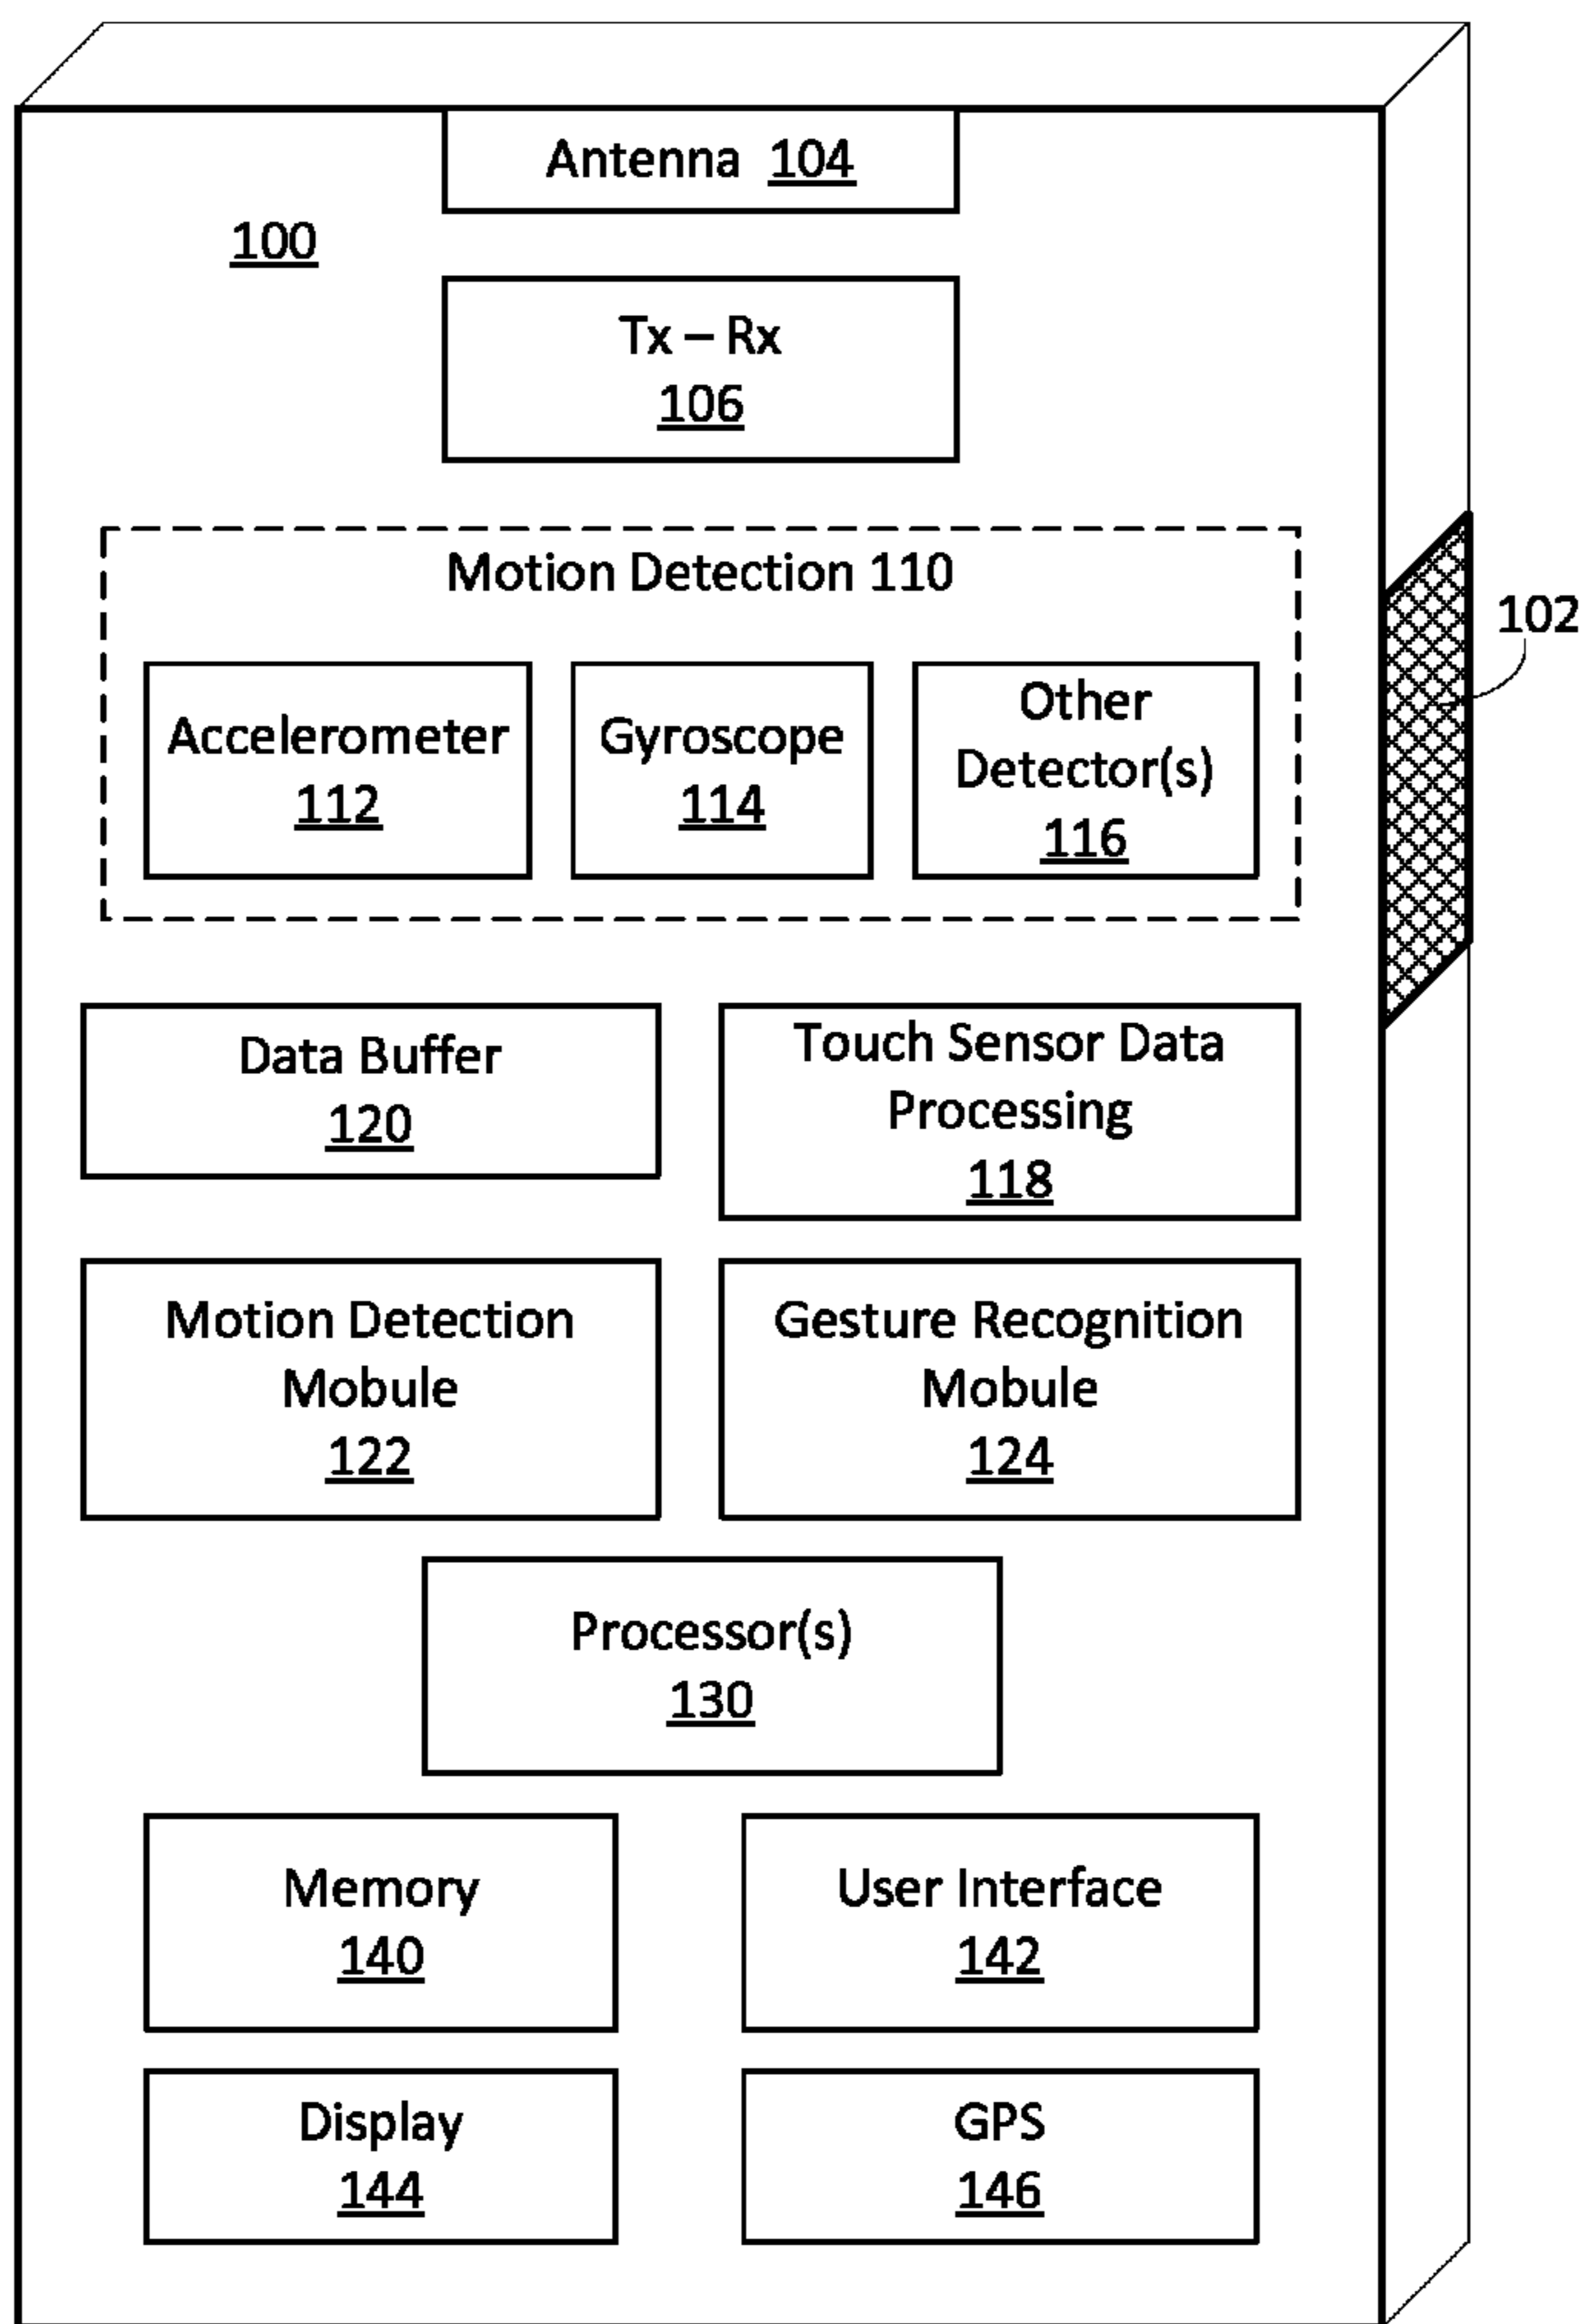 Antenna 104
100
Tx – Rx
106
Motion Detection 110
Accelerometer
112
Gyroscope
114
Other
Detector(s)
116
102
Data Buffer
120
Touch Sensor Data
Processing
118
Motion Detection
Mobule
122
Gesture Recognition
Mobule
124
Processor(s)
130
Memory
140
User Interface
142
Display
144
GPS
146